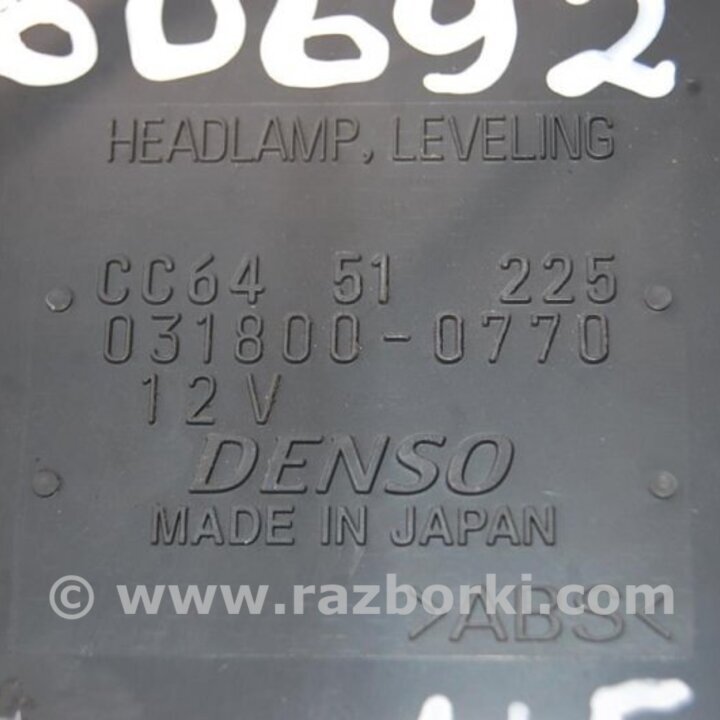 60692
HEADLAMP, LEVELING
CC64 51 225
031800-0770
12V
DENSO
MADE IN JAPAN
© www.razborki.com
>ABS<